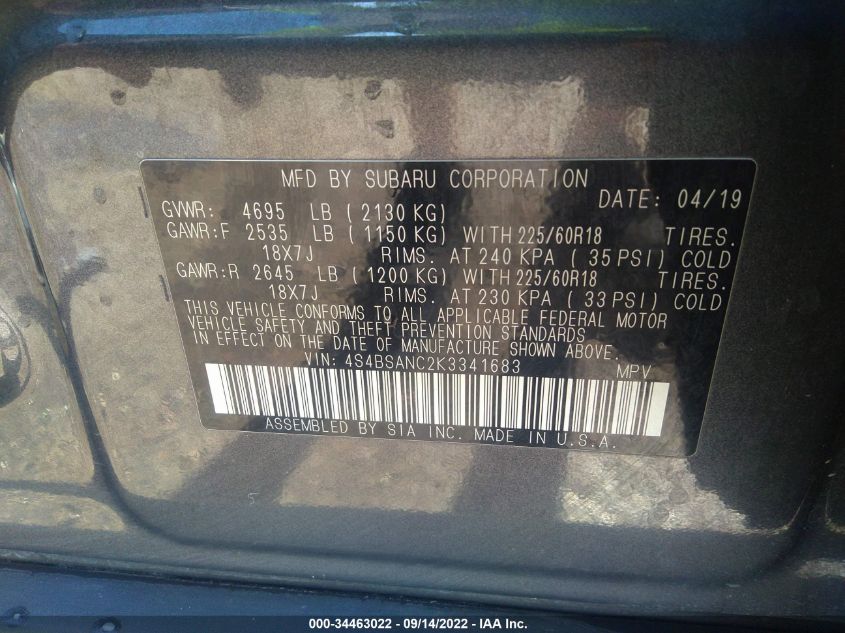 MFD BY SUBARU CORPORATION DATE: 04/19
GVWR: 4695 LB ( 2130 KG)
GAWR:F 2535 LB ( 1150 KG) WITH 225/60R18 TIRES.
18X7J RIMS. AT 240 KPA ( 35 PSI) COLD
GAWR:R 2645 LB ( 1200 KG) WITH 225/60R18 TIRES.
18X7J RIMS. AT 230 KPA ( 33 PSI) COLD
THIS VEHICLE CONFORMS TO ALL APPLICABLE FEDERAL MOTOR
VEHICLE SAFETY AND THEFT PREVENTION STANDARDS
IN EFFECT ON THE DATE OF MANUFACTURE SHOWN ABOVE.
VIN: 4S4BSANC2K3341683 MPV
ASSEMBLED BY SIA INC. MADE IN U.S.A.
000-34463022 - 09/14/2022 - IAA Inc.